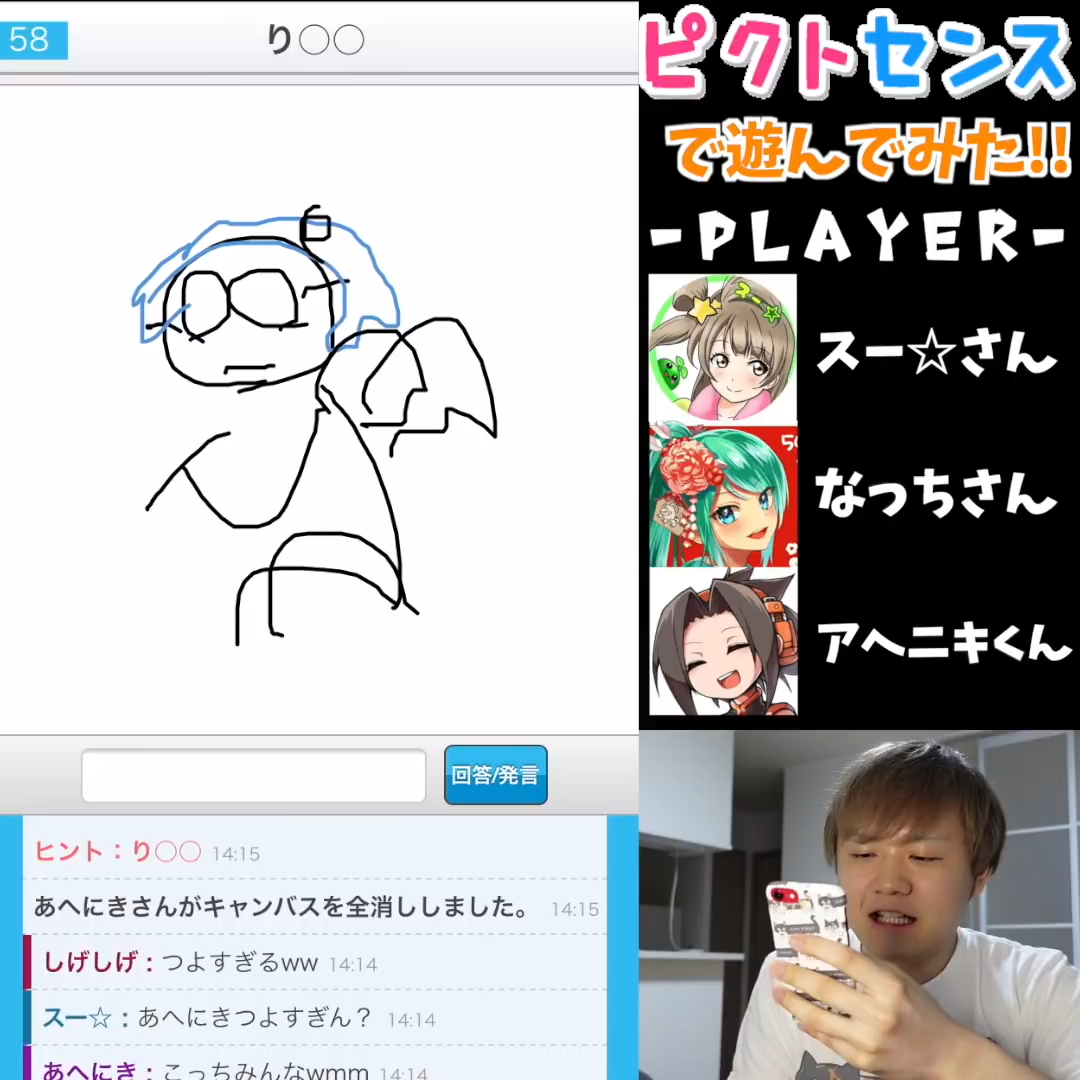 58
り○○
ピクトセンス
で遊んでみた!!
-PLAYER-
スー☆さん
なっちさん
アヘニキくん
回答/発言
ヒント：り○○ 14:15
あへにきさんがキャンバスを全消ししました。 14:15
しげしげ：つよすぎるww 14:14
スー☆：あへにきつよすぎん？ 14:14
あへにき：こっちみんなwmm 14:14